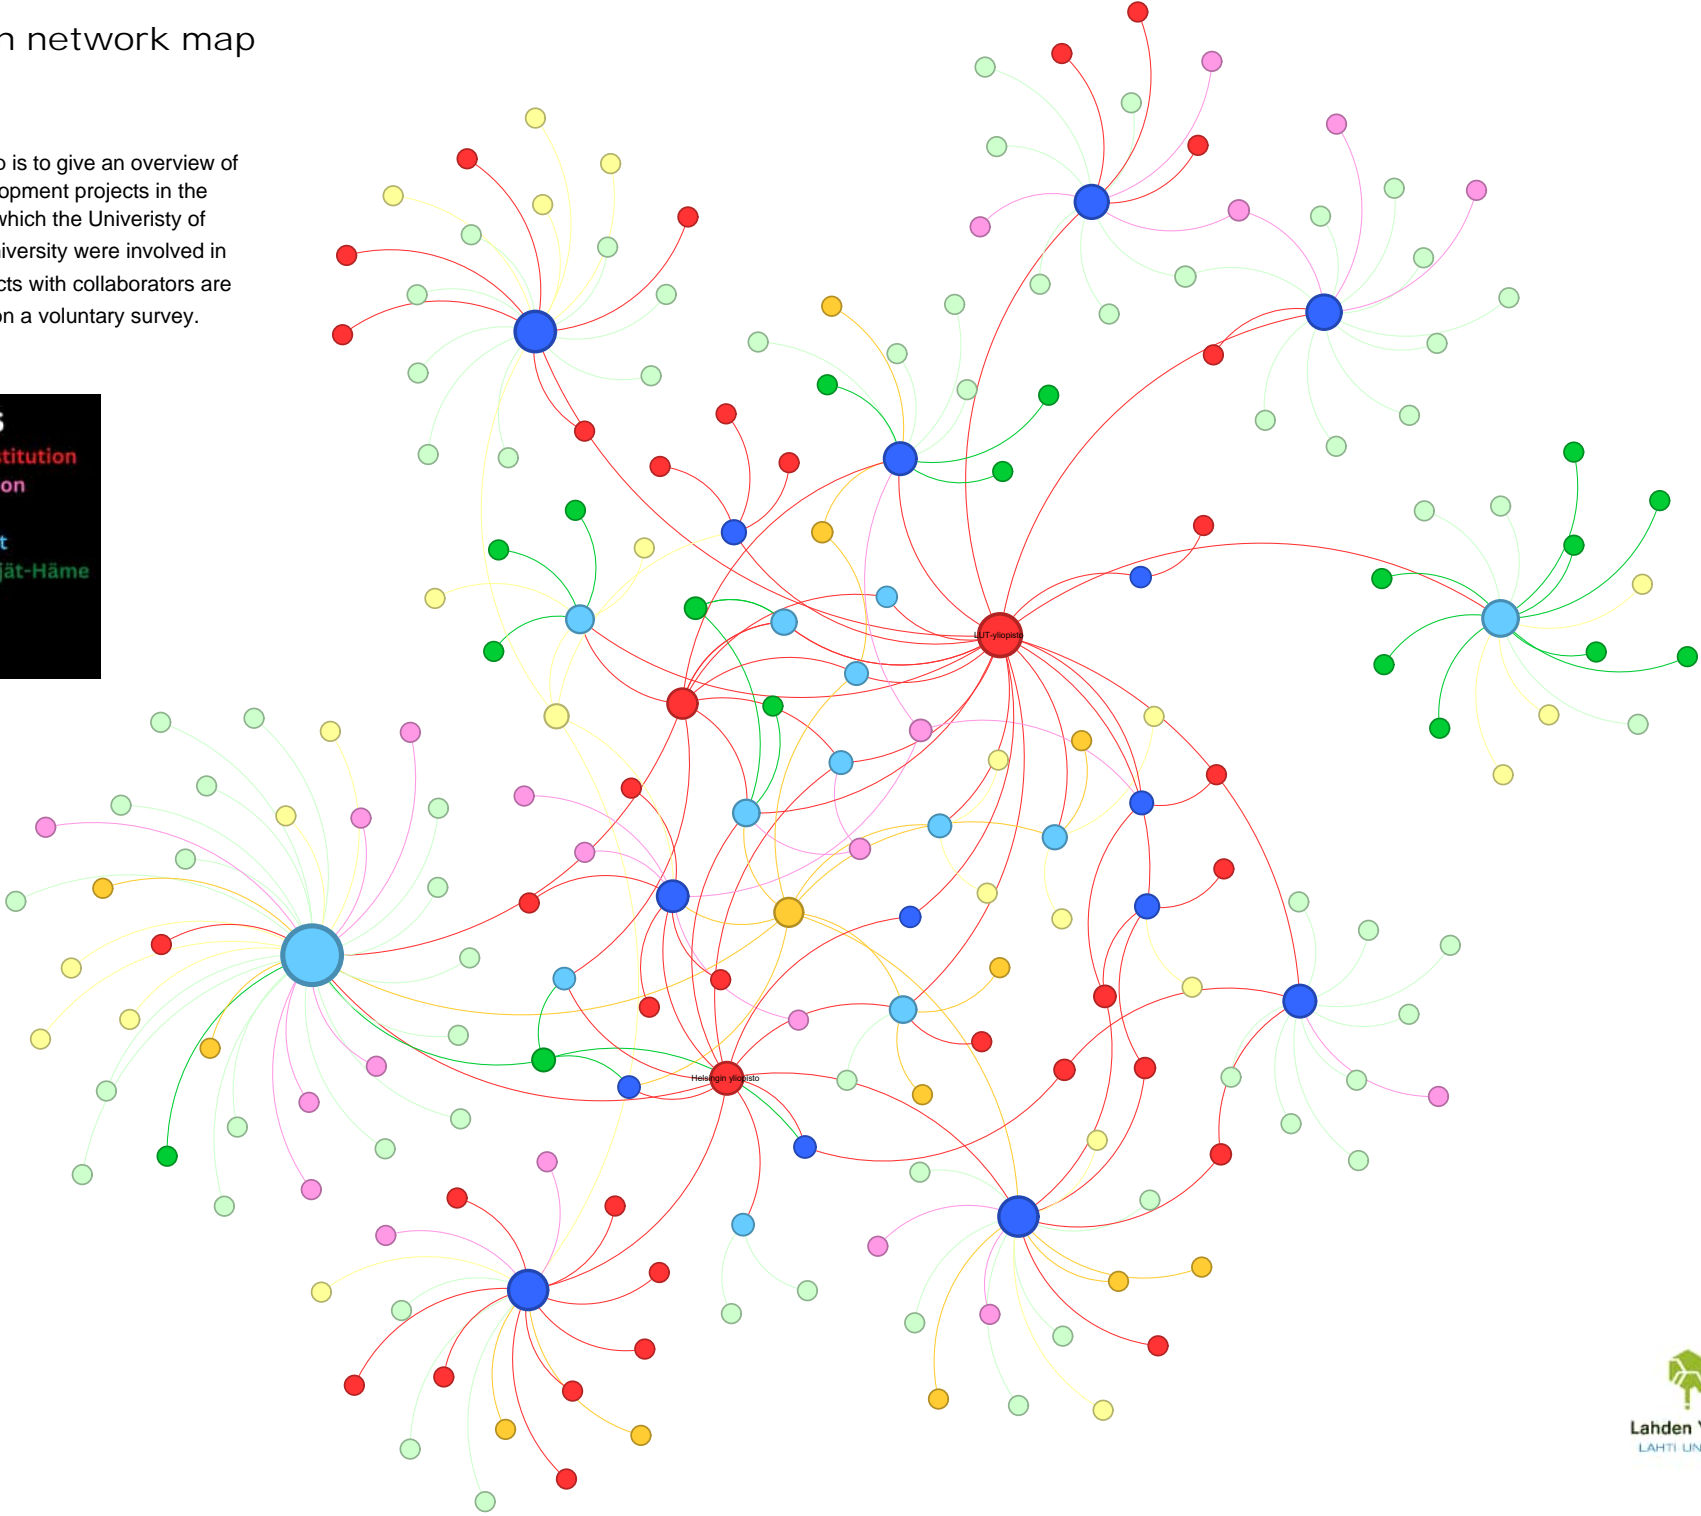 n network map
o is to give an overview of
opment projects in the
which the Univeristy of
iversity were involved in
cts with collaborators are
on a voluntary survey.
S
stitution
on
t
jät-Häme
LUT-yliopisto
Helsingin yliopisto
Lahden Y
LAHTI UN